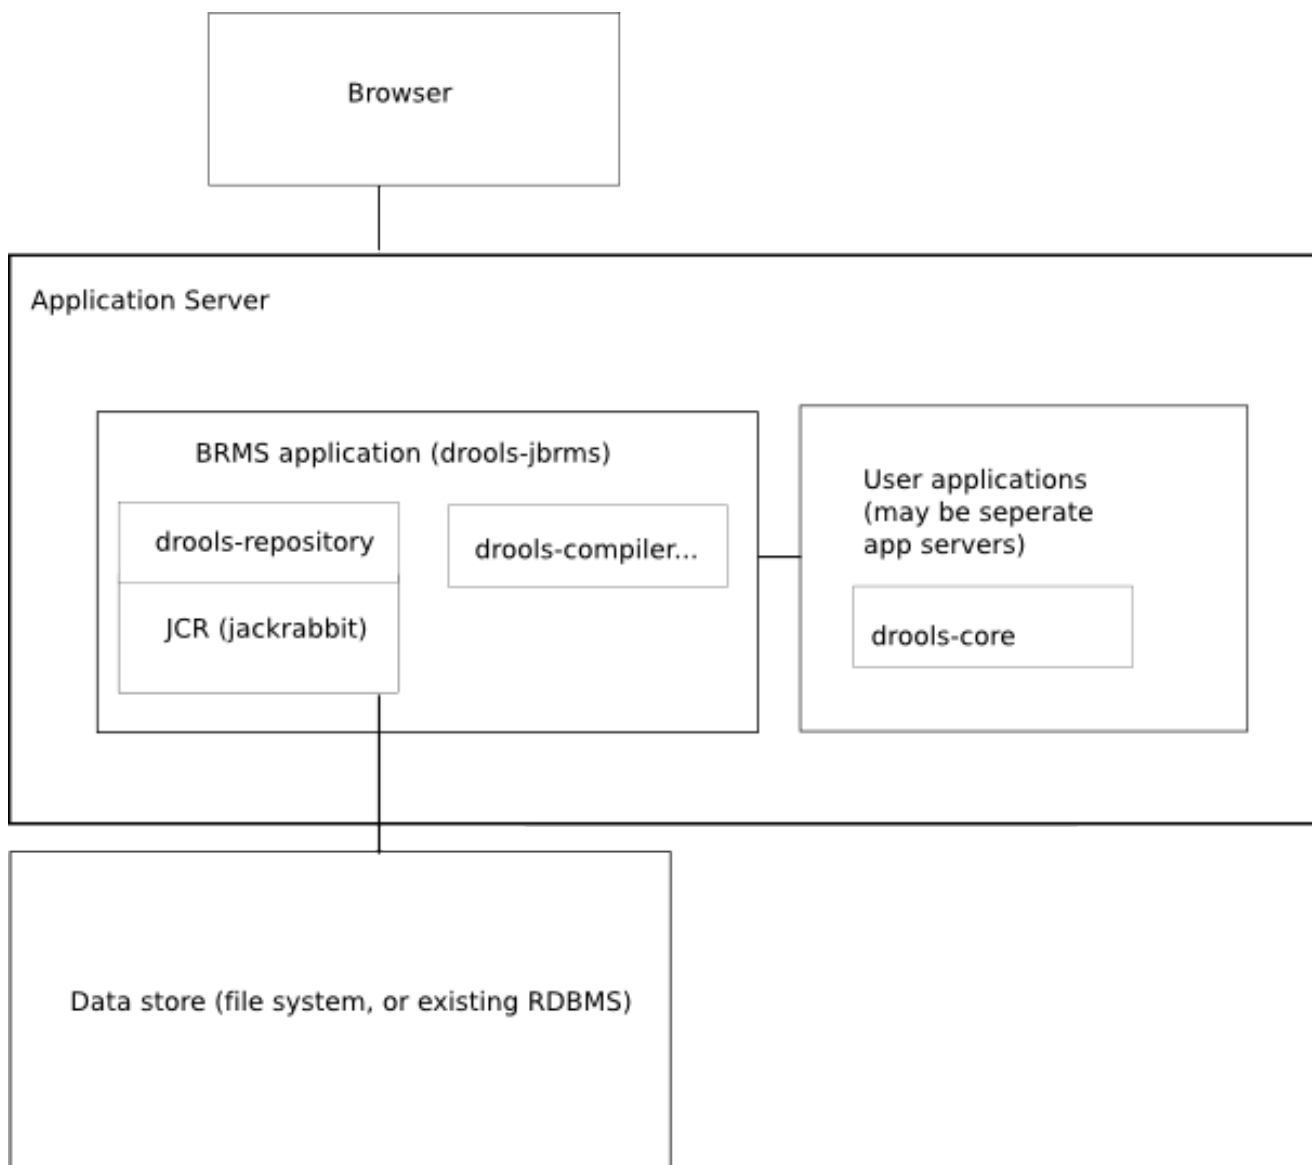 Browser
Application Server
BRMS application (drools-jbrms)
drools-repository
drools-compiler...
JCR (jackrabbit)
User applications
(may be seperate
app servers)
drools-core
Data store (file system, or existing RDBMS)